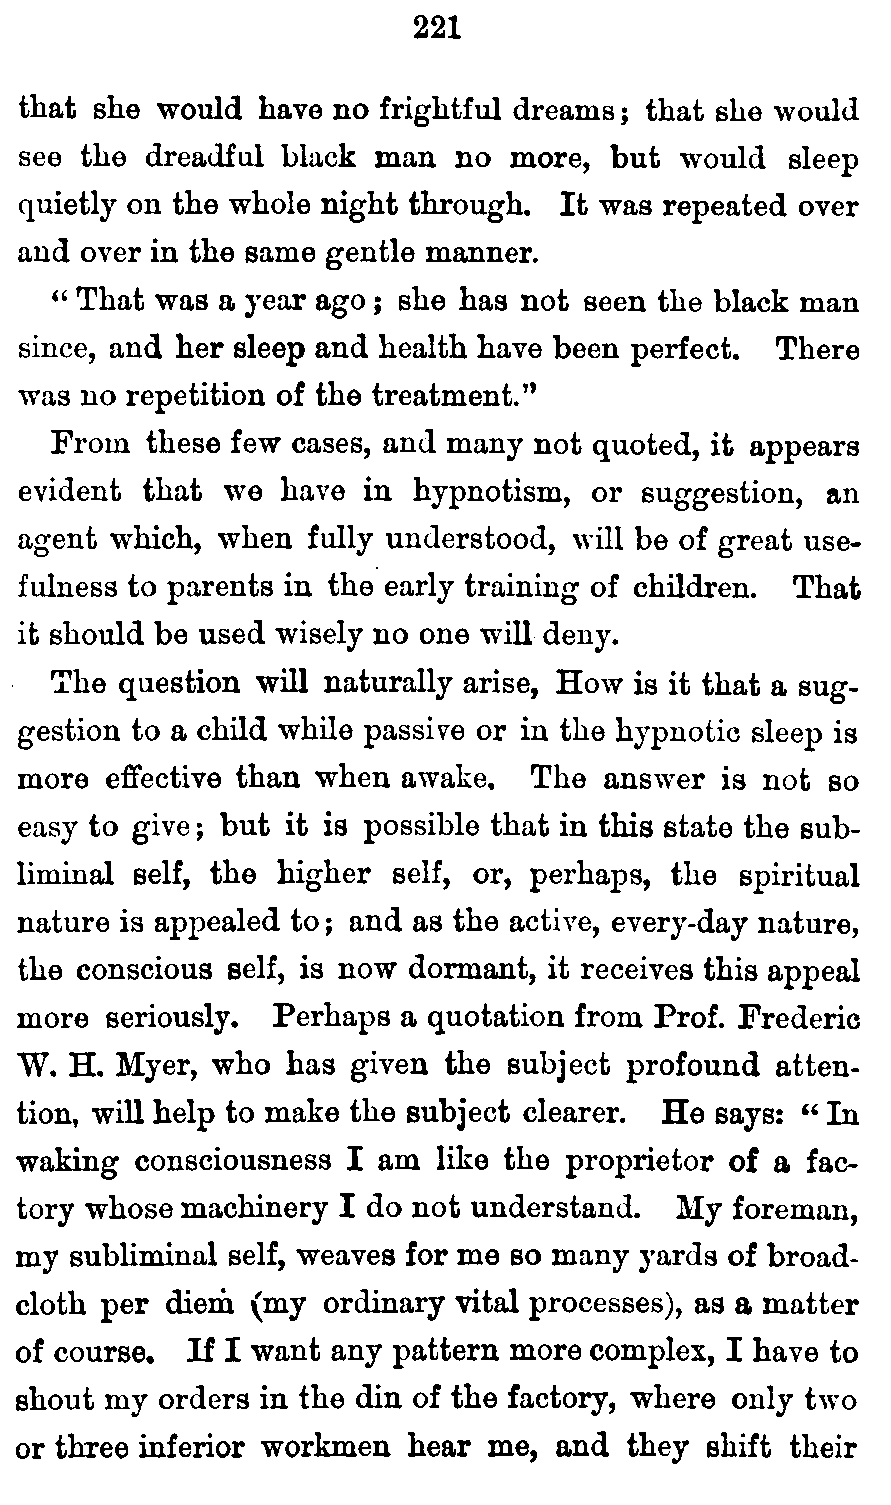 221
that she would have no frightful dreams; that she would
see the dreadful black man no more, but would sleep
quietly on the whole night through. It was repeated over
and over in the same gentle manner.
“That was a year ago; she has not seen the black man
since, and her sleep and health have been perfect. There
was no repetition of the treatment.”
From these few cases, and many not quoted, it appears
evident that we have in hypnotism, or suggestion, an
agent which, when fully understood, will be of great use-
fulness to parents in the early training of children. That
it should be used wisely no one will deny.
The question will naturally arise, How is it that a sug-
gestion to a child while passive or in the hypnotic sleep is
more effective than when awake. The answer is not so
easy to give; but it is possible that in this state the sub-
liminal self, the higher self, or, perhaps, the spiritual
nature is appealed to; and as the active, every-day nature,
the conscious self, is now dormant, it receives this appeal
more seriously. Perhaps a quotation from Prof. Frederic
W. H. Myer, who has given the subject profound atten-
tion, will help to make the subject clearer. He says: “In
waking consciousness I am like the proprietor of a fac-
tory whose machinery I do not understand. My foreman,
my subliminal self, weaves for me so many yards of broad-
cloth per diem (my ordinary vital processes), as a matter
of course. If I want any pattern more complex, I have to
shout my orders in the din of the factory, where only two
or three inferior workmen hear me, and they shift their